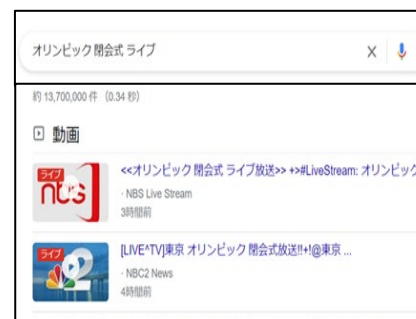 オリンピック 閉会式 ライブ
約 13,700,000 件 （0.34 秒）
動画
ライブ
nbs
<<オリンピック 閉会式 ライブ放送>> +>#LiveStream: オリンピック
· NBS Live Stream
3時間前
ライブ
[LIVE^TV]東京 オリンピック 閉会式放送!!+!@東京 ...
· NBC2 News
4時間前